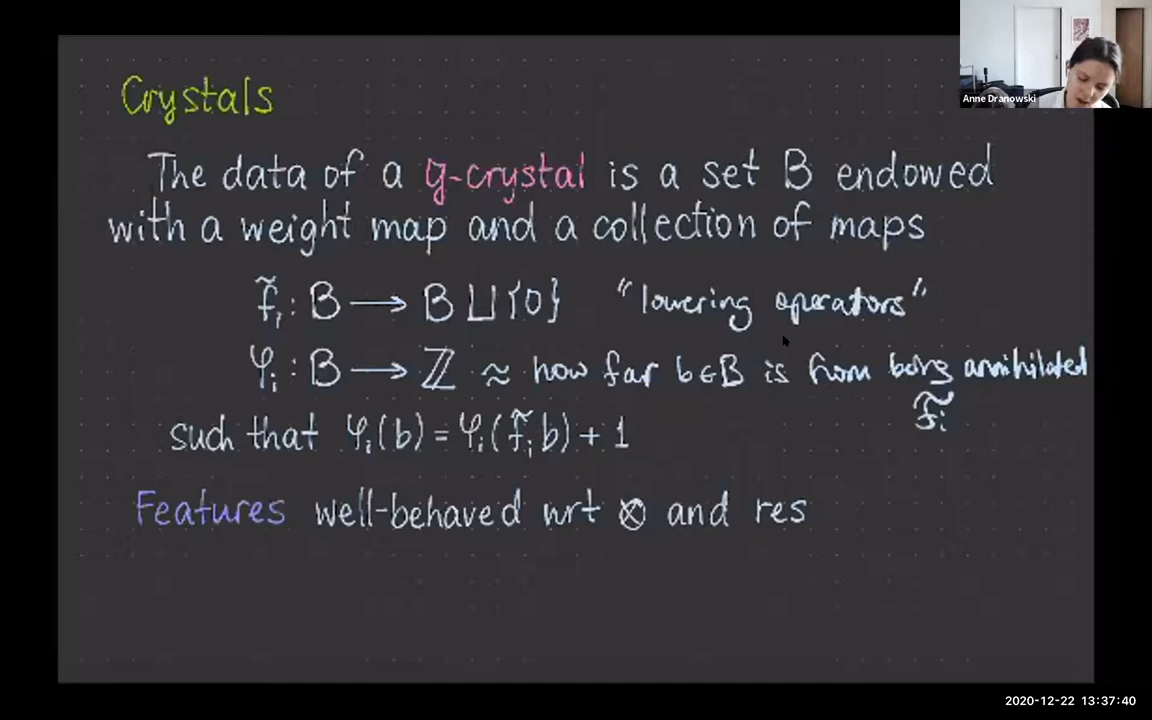 Anne Dranowski
Crystals
The data of a g-crystal is a set B endowed
with a weight map and a collection of maps
f̃ᵢ : B ⟶ B ⊔ {0} "lowering operators"
φᵢ : B ⟶ ℤ ≈ how far b∈B is from being annihilated
f̃ᵢ
such that φᵢ(b) = φᵢ(f̃ᵢb) + 1
Features well-behaved wrt ⊗ and res
2020-12-22 13:37:40